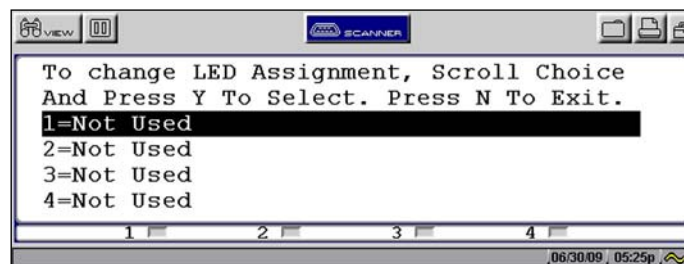 VIEW SCANNER
To change LED Assignment, Scroll Choice
And Press Y To Select. Press N To Exit.
1=Not Used
2=Not Used
3=Not Used
4=Not Used
1 2 3 4
06/30/09 05:25p